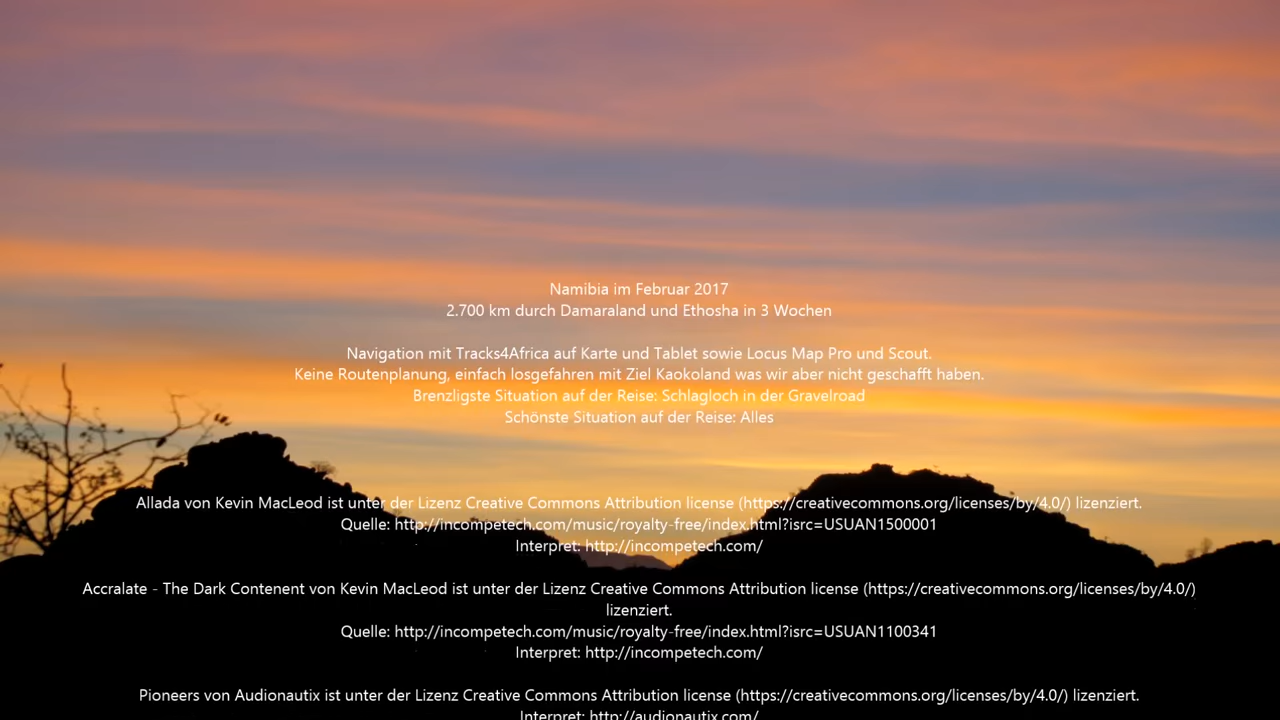 Namibia im Februar 2017
2.700 km durch Damaraland und Ethosha in 3 Wochen
Navigation mit Tracks4Africa auf Karte und Tablet sowie Locus Map Pro und Scout.
Keine Routenplanung, einfach losgefahren mit Ziel Kaokoland was wir aber nicht geschafft haben.
Brenzligste Situation auf der Reise: Schlagloch in der Gravelroad
Schönste Situation auf der Reise: Alles
Allada von Kevin MacLeod ist unter der Lizenz Creative Commons Attribution license (https://creativecommons.org/licenses/by/4.0/) lizenziert.
Quelle: http://incompetech.com/music/royalty-free/index.html?isrc=USUAN1500001
Interpret: http://incompetech.com/
Accralate - The Dark Contenent von Kevin MacLeod ist unter der Lizenz Creative Commons Attribution license (https://creativecommons.org/licenses/by/4.0/)
lizenziert.
Quelle: http://incompetech.com/music/royalty-free/index.html?isrc=USUAN1100341
Interpret: http://incompetech.com/
Pioneers von Audionautix ist unter der Lizenz Creative Commons Attribution license (https://creativecommons.org/licenses/by/4.0/) lizenziert.
Interpret: http://audionautix.com/